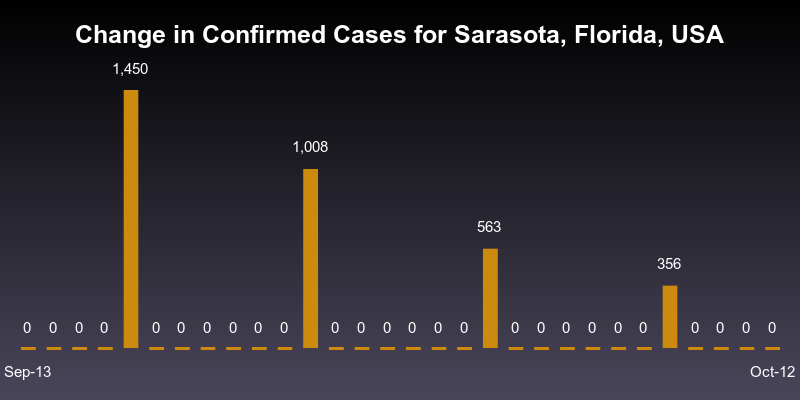 Change in Confirmed Cases for Sarasota, Florida, USA
1,450
1,008
563
356
0 0 0 0 0 0 0 0 0 0 0 0 0 0 0 0 0 0 0 0 0 0 0 0 0 0
Sep-13 Oct-12